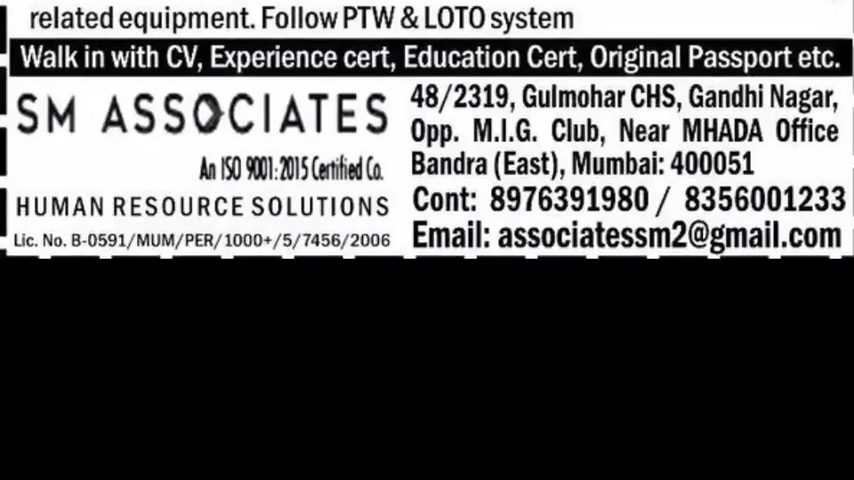 related equipment. Follow PTW & LOTO system
Walk in with CV, Experience cert, Education Cert, Original Passport etc.
SM ASSOCIATES
An ISO 9001:2015 Certified Co.
HUMAN RESOURCE SOLUTIONS
Lic. No. B-0591/MUM/PER/1000+/5/7456/2006
48/2319, Gulmohar CHS, Gandhi Nagar,
Opp. M.I.G. Club, Near MHADA Office
Bandra (East), Mumbai: 400051
Cont: 8976391980 / 8356001233
Email: associatessm2@gmail.com